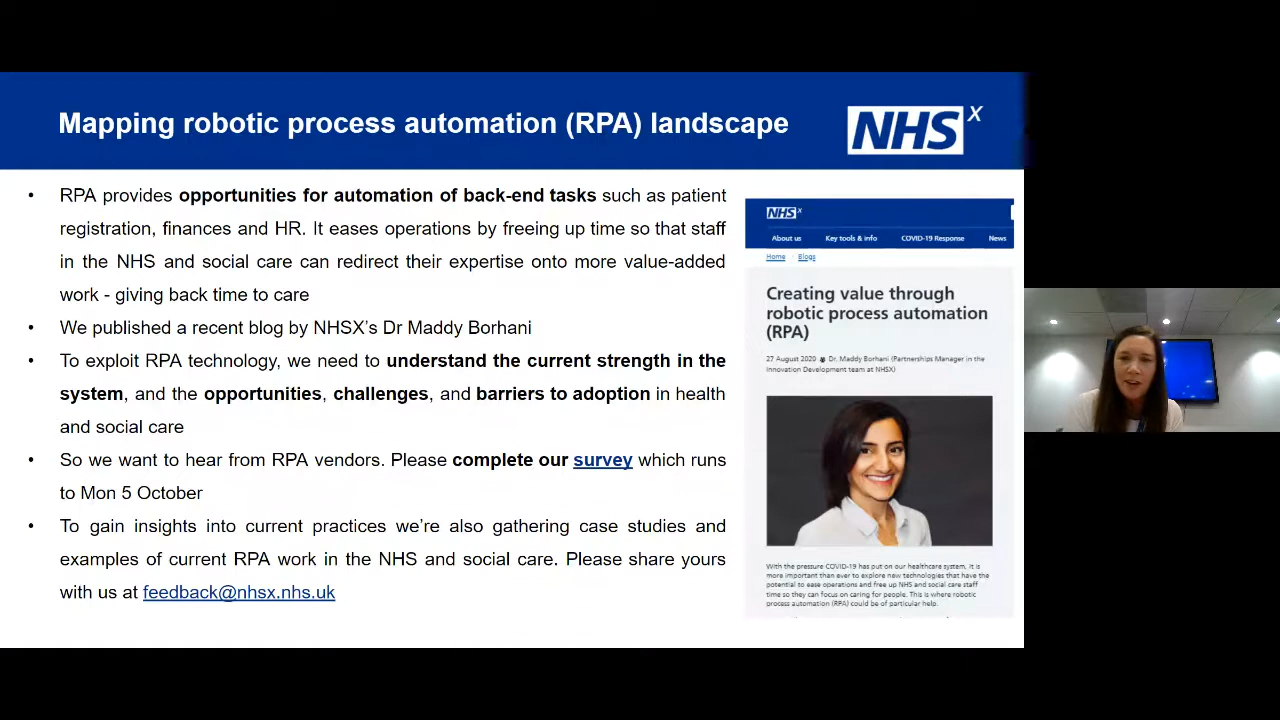 Mapping robotic process automation (RPA) landscape
NHSX
• RPA provides opportunities for automation of back-end tasks such as patient
registration, finances and HR. It eases operations by freeing up time so that staff
in the NHS and social care can redirect their expertise onto more value-added
work - giving back time to care
• We published a recent blog by NHSX's Dr Maddy Borhani
• To exploit RPA technology, we need to understand the current strength in the
system, and the opportunities, challenges, and barriers to adoption in health
and social care
• So we want to hear from RPA vendors. Please complete our survey which runs
to Mon 5 October
• To gain insights into current practices we're also gathering case studies and
examples of current RPA work in the NHS and social care. Please share yours
with us at feedback@nhsx.nhs.uk
NHSX
About us Key tools & info COVID-19 Response News
Home Blogs
Creating value through
robotic process automation
(RPA)
27 August 2020 Dr. Maddy Borhani (Partnerships Manager in the
Innovation Development team at NHSX)
With the pressure COVID-19 has put on our healthcare system, it is
more important than ever to explore new technologies that have the
potential to ease operations and free up NHS and social care staff
time so they can focus on caring for people. This is where robotic
process automation (RPA) could be of particular help.